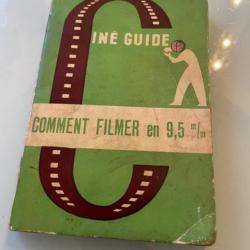 CINÉ GUIDE
COMMENT FILMER en 9,5 m/m